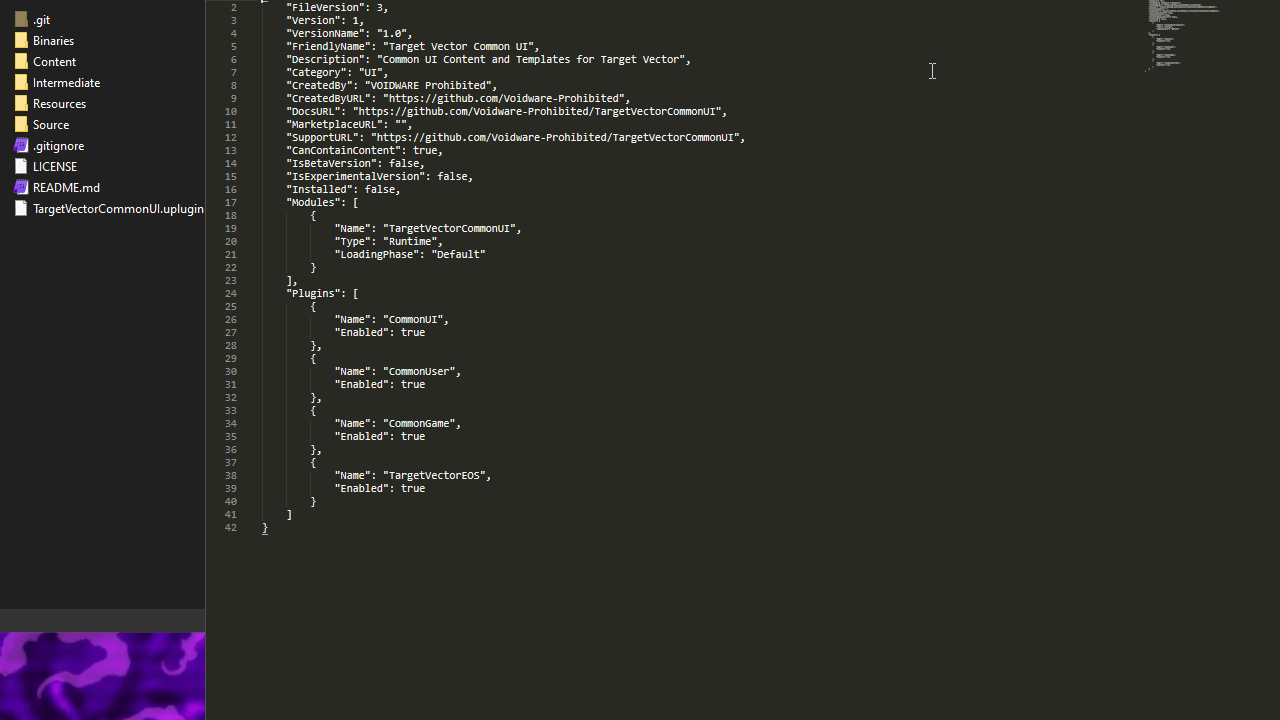 .git
Binaries
Content
Intermediate
Resources
Source
.gitignore
LICENSE
README.md
TargetVectorCommonUI.uplugin
2 "FileVersion": 3,
3 "Version": 1,
4 "VersionName": "1.0",
5 "FriendlyName": "Target Vector Common UI",
6 "Description": "Common UI Content and Templates for Target Vector",
7 "Category": "UI",
8 "CreatedBy": "VOIDWARE Prohibited",
9 "CreatedByURL": "https://github.com/Voidware-Prohibited",
10 "DocsURL": "https://github.com/Voidware-Prohibited/TargetVectorCommonUI",
11 "MarketplaceURL": "",
12 "SupportURL": "https://github.com/Voidware-Prohibited/TargetVectorCommonUI",
13 "CanContainContent": true,
14 "IsBetaVersion": false,
15 "IsExperimentalVersion": false,
16 "Installed": false,
17 "Modules": [
18 {
19 "Name": "TargetVectorCommonUI",
20 "Type": "Runtime",
21 "LoadingPhase": "Default"
22 }
23 ],
24 "Plugins": [
25 {
26 "Name": "CommonUI",
27 "Enabled": true
28 },
29 {
30 "Name": "CommonUser",
31 "Enabled": true
32 },
33 {
34 "Name": "CommonGame",
35 "Enabled": true
36 },
37 {
38 "Name": "TargetVectorEOS",
39 "Enabled": true
40 }
41 ]
42 }